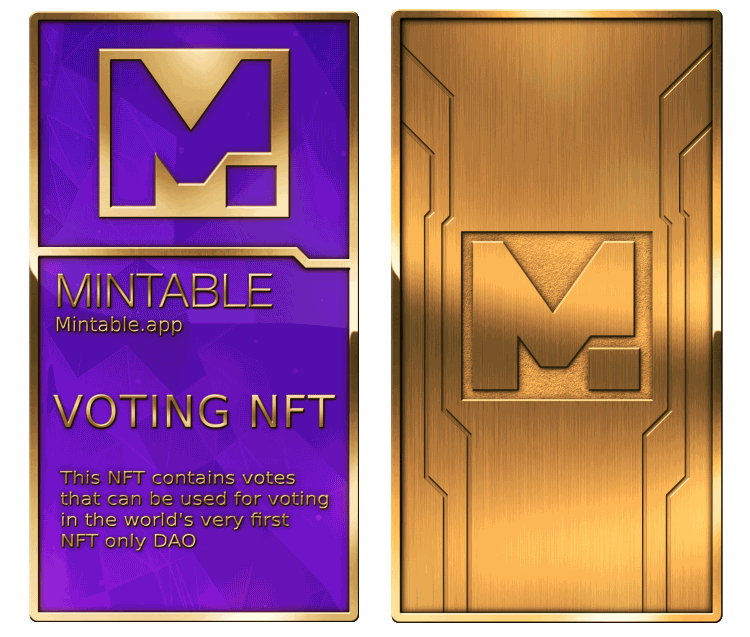 MINTABLE
Mintable.app
VOTING NFT
This NFT contains votes
that can be used for voting
in the world's very first
NFT only DAO